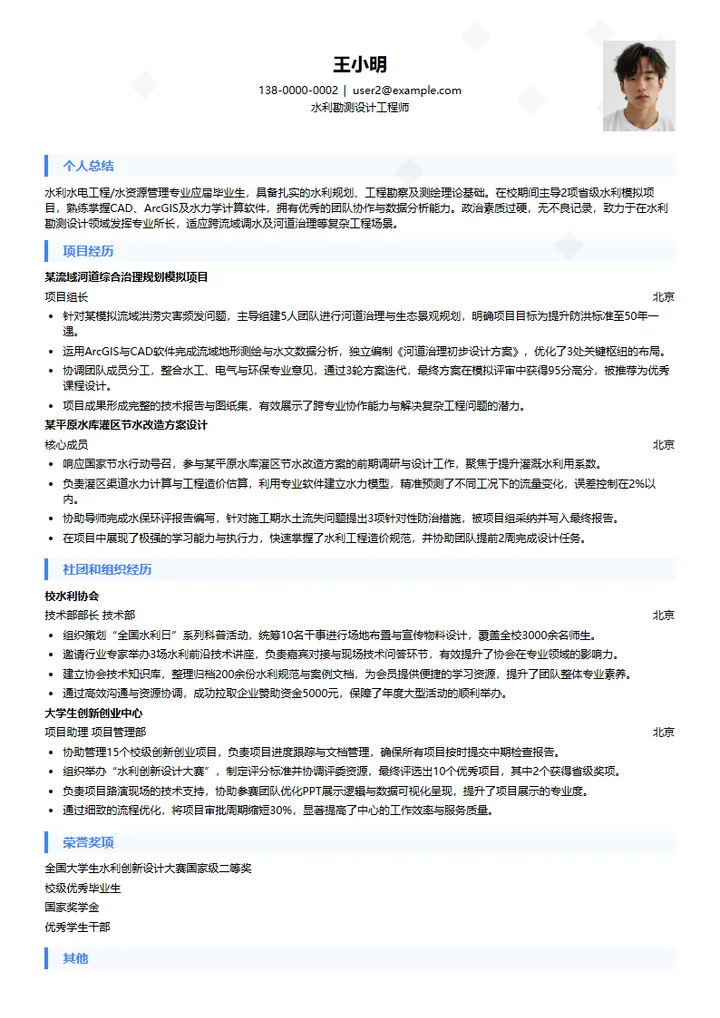 王小明
138-0000-0002 | user2@example.com
水利勘测设计工程师
个人总结
水利水电工程/水资源管理专业应届毕业生，具备扎实的水利规划、工程勘察及测绘理论基础。在校期间主导2项省级水利模拟项
目，熟练掌握CAD、ArcGIS及水力学计算软件，拥有优秀的团队协作与数据分析能力。政治素质过硬，无不良记录，致力于在水利
勘测设计领域发挥专业所长，适应跨流域调水及河道治理等复杂工程场景。
项目经历
某流域河道综合治理规划模拟项目
项目组长 北京
• 针对某模拟流域洪涝灾害频发问题，主导组建5人团队进行河道治理与生态景观规划，明确项目目标为提升防洪标准至50年一
遇。
• 运用ArcGIS与CAD软件完成流域地形测绘与水文数据分析，独立编制《河道治理初步设计方案》，优化了3处关键枢纽的布局。
• 协调团队成员分工，整合水工、电气与环保专业意见，通过3轮方案迭代，最终方案在模拟评审中获得95分高分，被推荐为优秀
课程设计。
• 项目成果形成完整的技术报告与图纸集，有效展示了跨专业协作能力与解决复杂工程问题的潜力。
某平原水库灌区节水改造方案设计
核心成员 北京
• 响应国家节水行动号召，参与某平原水库灌区节水改造方案的前期调研与设计工作，聚焦于提升灌溉水利用系数。
• 负责灌区渠道水力计算与工程造价估算，利用专业软件建立水力模型，精准预测了不同工况下的流量变化，误差控制在2%以
内。
• 协助导师完成水保环评报告编写，针对施工期水土流失问题提出3项针对性防治措施，被项目组采纳并写入最终报告。
• 在项目中展现了极强的学习能力与执行力，快速掌握了水利工程造价规范，并协助团队提前2周完成设计任务。
社团和组织经历
校水利协会
技术部部长 技术部 北京
• 组织策划“全国水利日”系列科普活动，统筹10名干事进行场地布置与宣传物料设计，覆盖全校3000余名师生。
• 邀请行业专家举办3场水利前沿技术讲座，负责嘉宾对接与现场技术问答环节，有效提升了协会在专业领域的影响力。
• 建立协会技术知识库，整理归档200余份水利规范与案例文档，为会员提供便捷的学习资源，提升了团队整体专业素养。
• 通过高效沟通与资源协调，成功拉取企业赞助资金5000元，保障了年度大型活动的顺利举办。
大学生创新创业中心
项目助理 项目管理部 北京
• 协助管理15个校级创新创业项目，负责项目进度跟踪与文档管理，确保所有项目按时提交中期检查报告。
• 组织举办“水利创新设计大赛”，制定评分标准并协调评委资源，最终评选出10个优秀项目，其中2个获得省级奖项。
• 负责项目路演现场的技术支持，协助参赛团队优化PPT展示逻辑与数据可视化呈现，提升了项目展示的专业度。
• 通过细致的流程优化，将项目审批周期缩短30%，显著提高了中心的工作效率与服务质量。
荣誉奖项
全国大学生水利创新设计大赛国家级二等奖
校级优秀毕业生
国家奖学金
优秀学生干部
其他